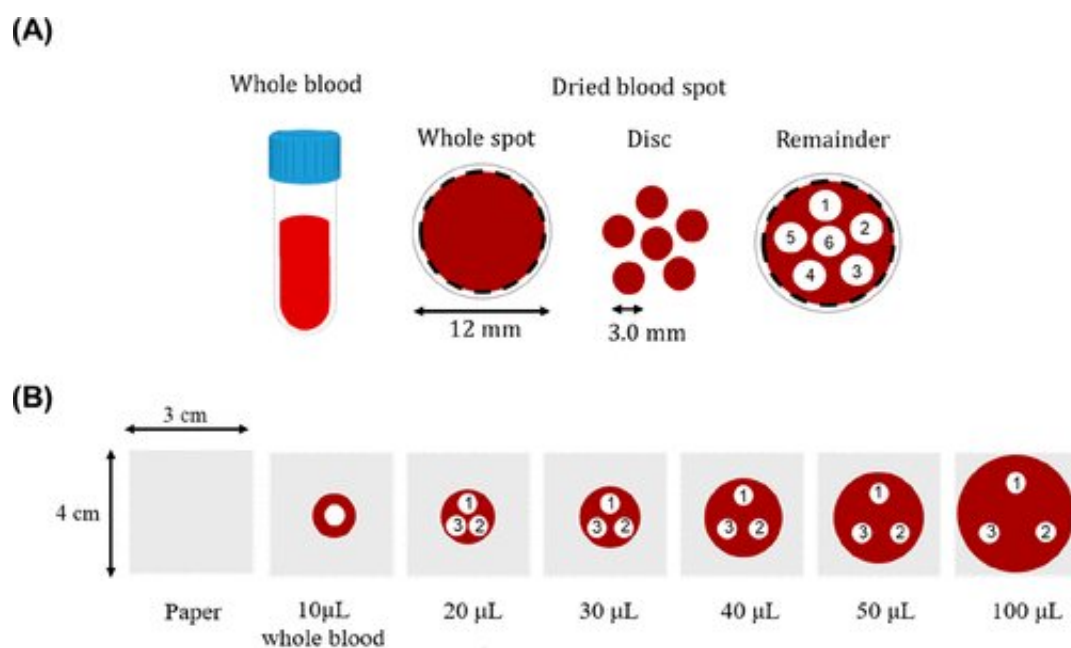 (A)
Whole blood
Dried blood spot
Whole spot
Disc
Remainder
1
5
2
6
4
3
12 mm
3.0 mm
(B)
3 cm
4 cm
1
3
2
1
3
2
1
3
2
1
3
2
1
3
2
Paper
10µL
whole blood
20 µL
30 µL
40 µL
50 µL
100 µL